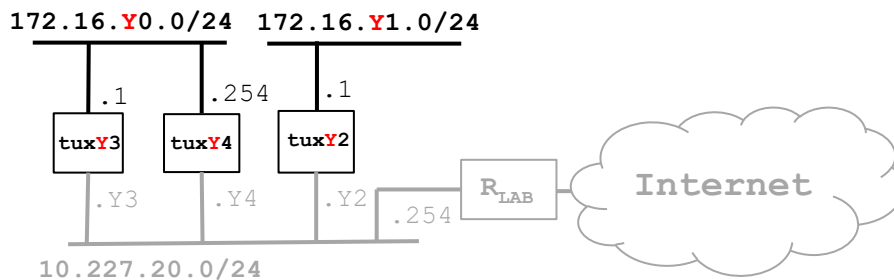 172.16.Y0.0/24
172.16.Y1.0/24
.1
.254
.1
tuxY3
tuxY4
tuxY2
.Y3
.Y4
.Y2
.254
RLAB
Internet
10.227.20.0/24